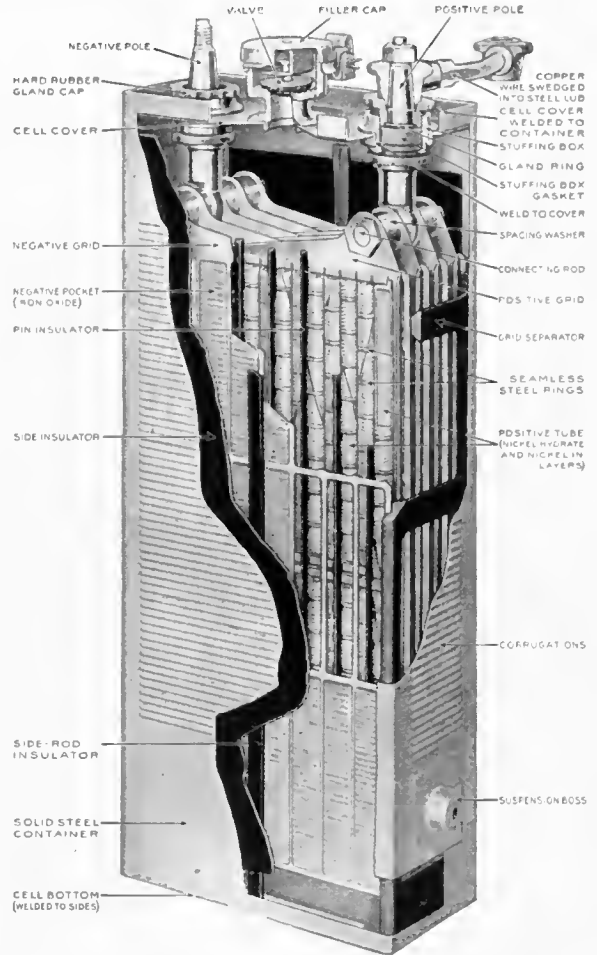 VALVE
FILLER CAP
POSITIVE POLE
NEGATIVE POLE
HARD RUBBER
GLAND CAP
CELL COVER
COPPER
WIRE SWEDGED
INTO STEEL LUB
CELL COVER
WELDED TO
CONTAINER
STUFFING BOX
GLAND RING
STUFFING BOX
GASKET
WELD TO COVER
SPACING WASHER
CONNECTING ROD
POSITIVE GRID
GRID SEPARATOR
NEGATIVE GRID
NEGATIVE POCKET
(IRON OXIDE)
PIN INSULATOR
SEAMLESS
STEEL RINGS
POSITIVE TUBE
(NICKEL HYDRATE
AND NICKEL IN
LAYERS)
SIDE INSULATOR
CORRUGATIONS
SIDE-ROD
INSULATOR
SUSPENSION BOSS
SOLID STEEL
CONTAINER
CELL BOTTOM
(WELDED TO SIDES)